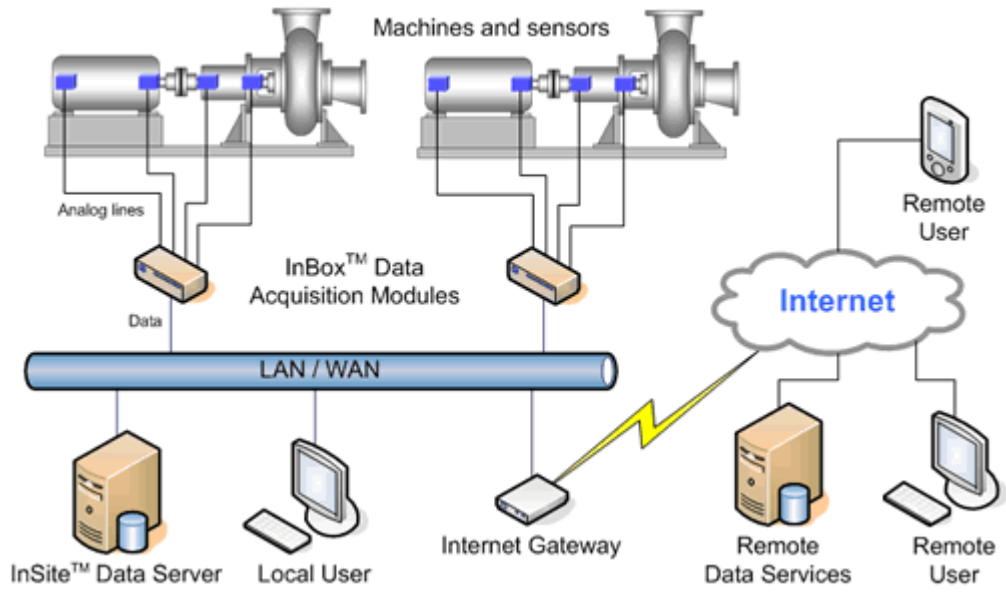 Machines and sensors
Analog lines
InBox™ Data
Acquisition Modules
Data
LAN / WAN
Remote
User
Internet
InSite™ Data Server
Local User
Internet Gateway
Remote
Data Services
Remote
User